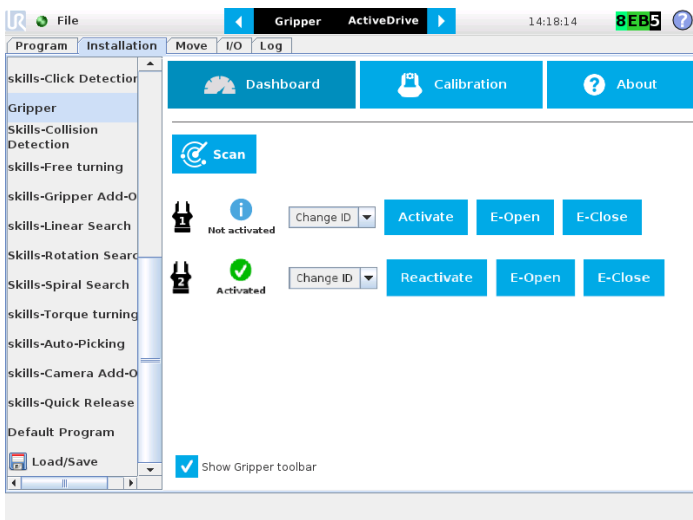 UR File Gripper ActiveDrive 14:18:14 8EB5 ?
Program Installation Move I/O Log
skills-Click Detection
Gripper
Skills-Collision
Detection
skills-Free turning
skills-Gripper Add-O
skills-Linear Search
Skills-Rotation Searc
Skills-Spiral Search
skills-Torque turning
skills-Auto-Picking
skills-Camera Add-O
skills-Quick Release
Default Program
Load/Save
Dashboard Calibration ? About
Scan
1 i Not activated Change ID Activate E-Open E-Close
2 Activated Change ID Reactivate E-Open E-Close
Show Gripper toolbar